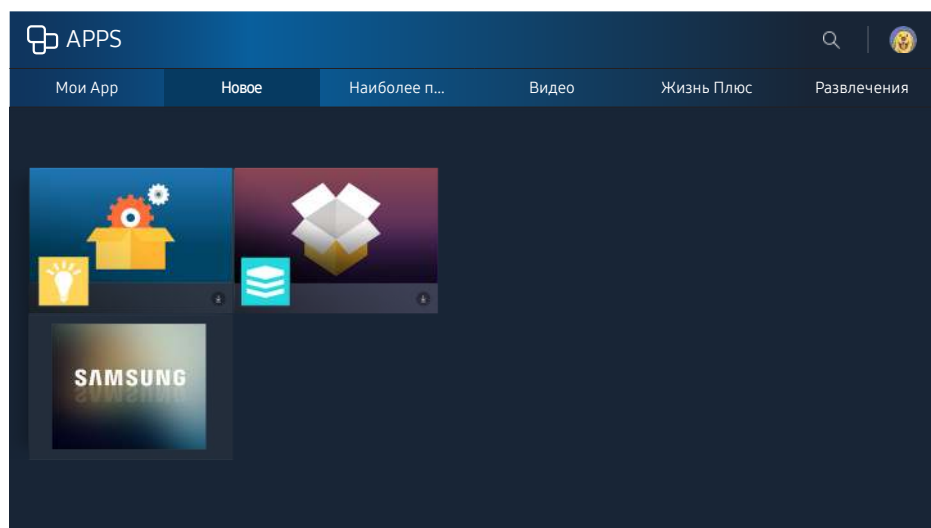 APPS
Мои App Новое Наиболее п... Видео Жизнь Плюс Развлечения
SAMSUNG